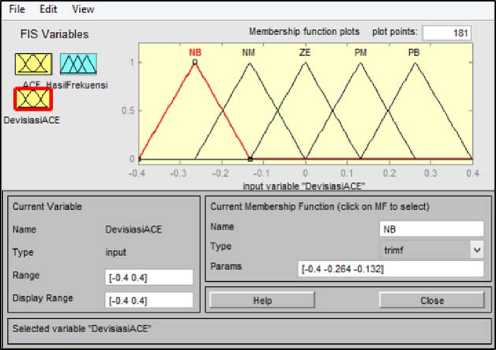 File Edit View
FIS Variables
Membership function plots plot points: 181
NB NM ZE PM PB
1
0.5
0
-0.4 -0.3 -0.2 -0.1 0 0.1 0.2 0.3 0.4
input variable "DevisiasiACE"
ACE HasilFrekuensi
DevisiasiACE
Current Variable
Name DevisiasiACE
Type input
Range [-0.4 0.4]
Display Range [-0.4 0.4]
Current Membership Function (click on MF to select)
Name NB
Type trimf
Params [-0.4 -0.264 -0.132]
Help Close
Selected variable "DevisiasiACE"